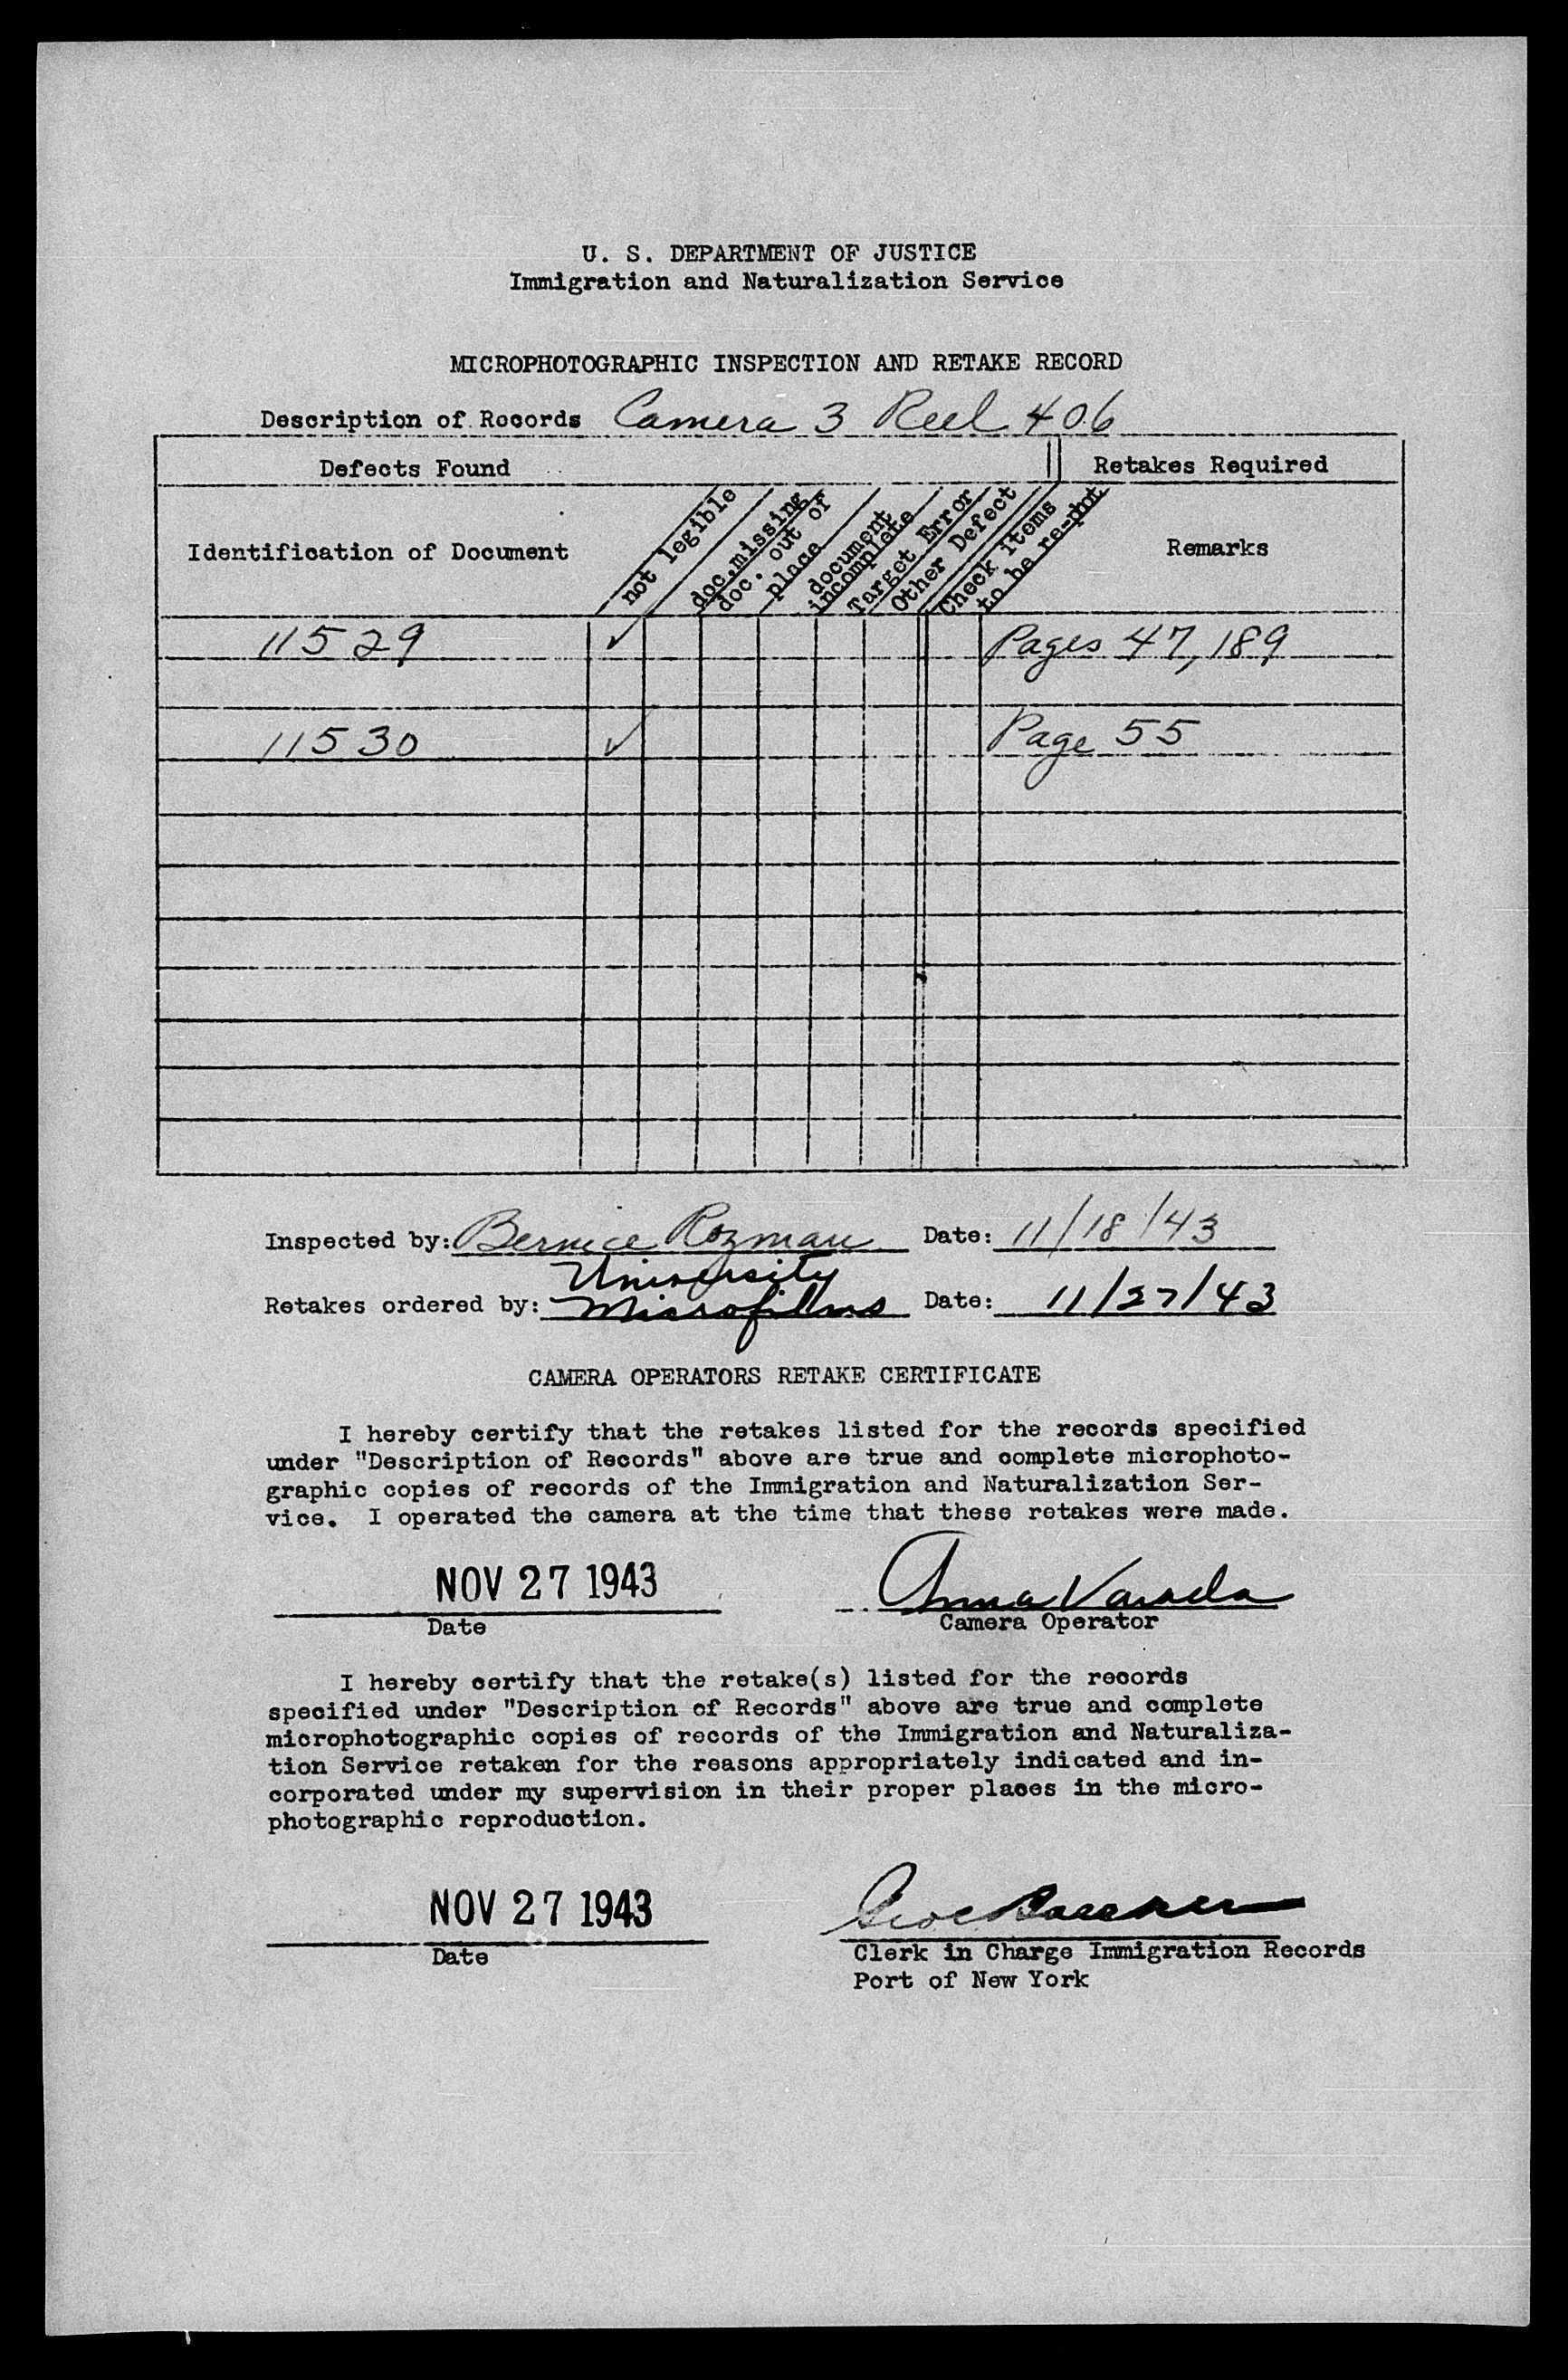 U. S. DEPARTMENT OF JUSTICE
Immigration and Naturalization Service
MICROPHOTOGRAPHIC INSPECTION AND RETAKE RECORD
Description of Records Camera 3 Reel 406
Defects Found Retakes Required
Identification of Document not legible doc. missing doc. out of place document incomplete Target Error Other Defect Check items to be re-phot Remarks
11529 ✓ Pages 47, 189
11530 ✓ Page 55
Inspected by: Bernice Rozman Date: 11/18/43
University
Retakes ordered by: Microfilms Date: 11/27/43
CAMERA OPERATORS RETAKE CERTIFICATE
I hereby certify that the retakes listed for the records specified
under "Description of Records" above are true and complete microphoto-
graphic copies of records of the Immigration and Naturalization Ser-
vice. I operated the camera at the time that these retakes were made.
NOV 27 1943 Anna
Date Camera Operator
I hereby certify that the retake(s) listed for the records
specified under "Description of Records" above are true and complete
microphotographic copies of records of the Immigration and Naturaliza-
tion Service retaken for the reasons appropriately indicated and in-
corporated under my supervision in their proper places in the micro-
photographic reproduction.
NOV 27 1943
Date Clerk in Charge Immigration Records
Port of New York